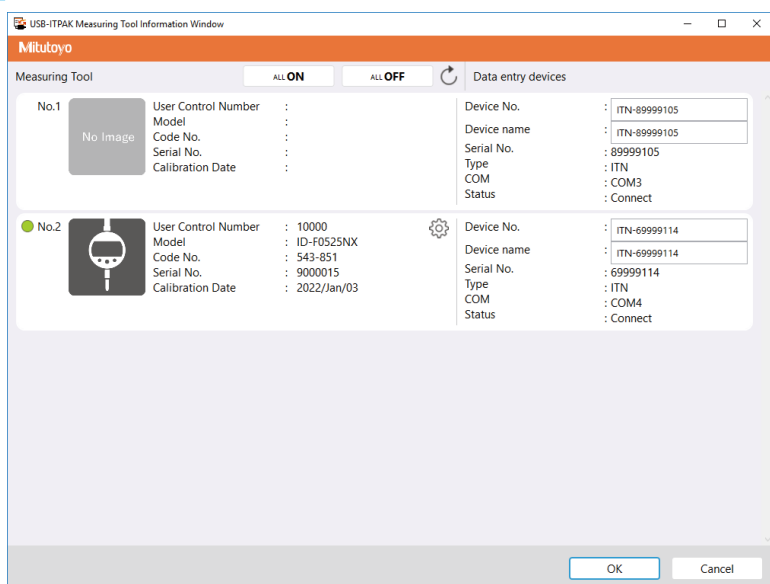 USB-ITPAK Measuring Tool Information Window
Mitutoyo
Measuring Tool ALL ON ALL OFF Data entry devices
No.1
No Image
User Control Number :
Model :
Code No. :
Serial No. :
Calibration Date :
Device No. : ITN-89999105
Device name : ITN-89999105
Serial No. : 89999105
Type : ITN
COM : COM3
Status : Connect
No.2
User Control Number : 10000
Model : ID-F0525NX
Code No. : 543-851
Serial No. : 9000015
Calibration Date : 2022/Jan/03
Device No. : ITN-69999114
Device name : ITN-69999114
Serial No. : 69999114
Type : ITN
COM : COM4
Status : Connect
OK Cancel